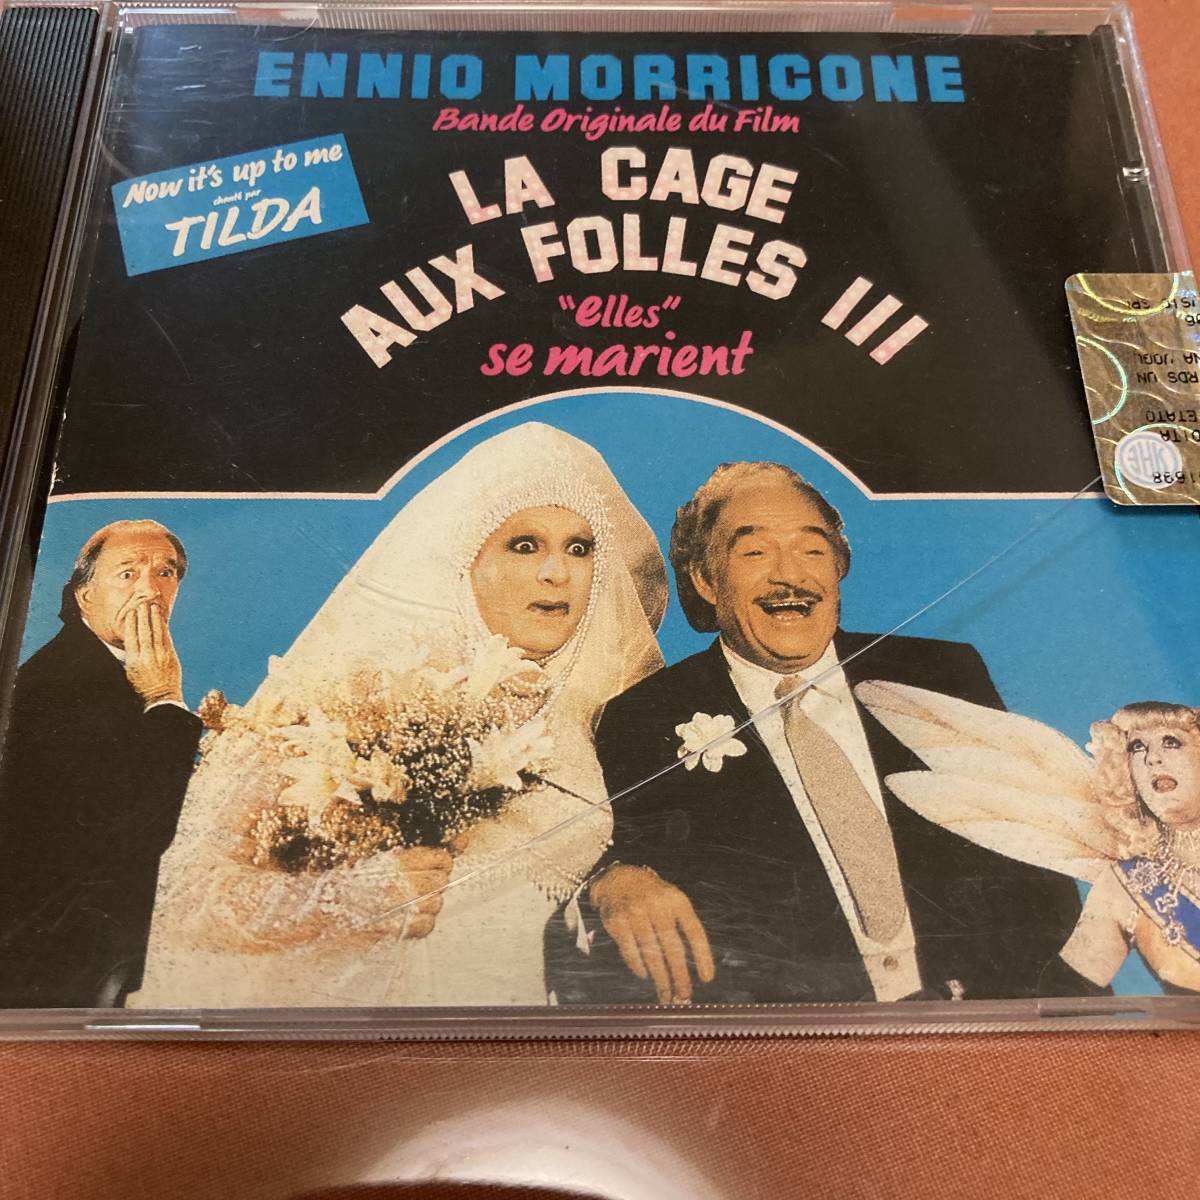 ENNIO MORRICONE
Bande Originale du Film
Now it's up to me
chanté par
TILDA
LA CAGE
AUX FOLLES III
"elles"
se marient